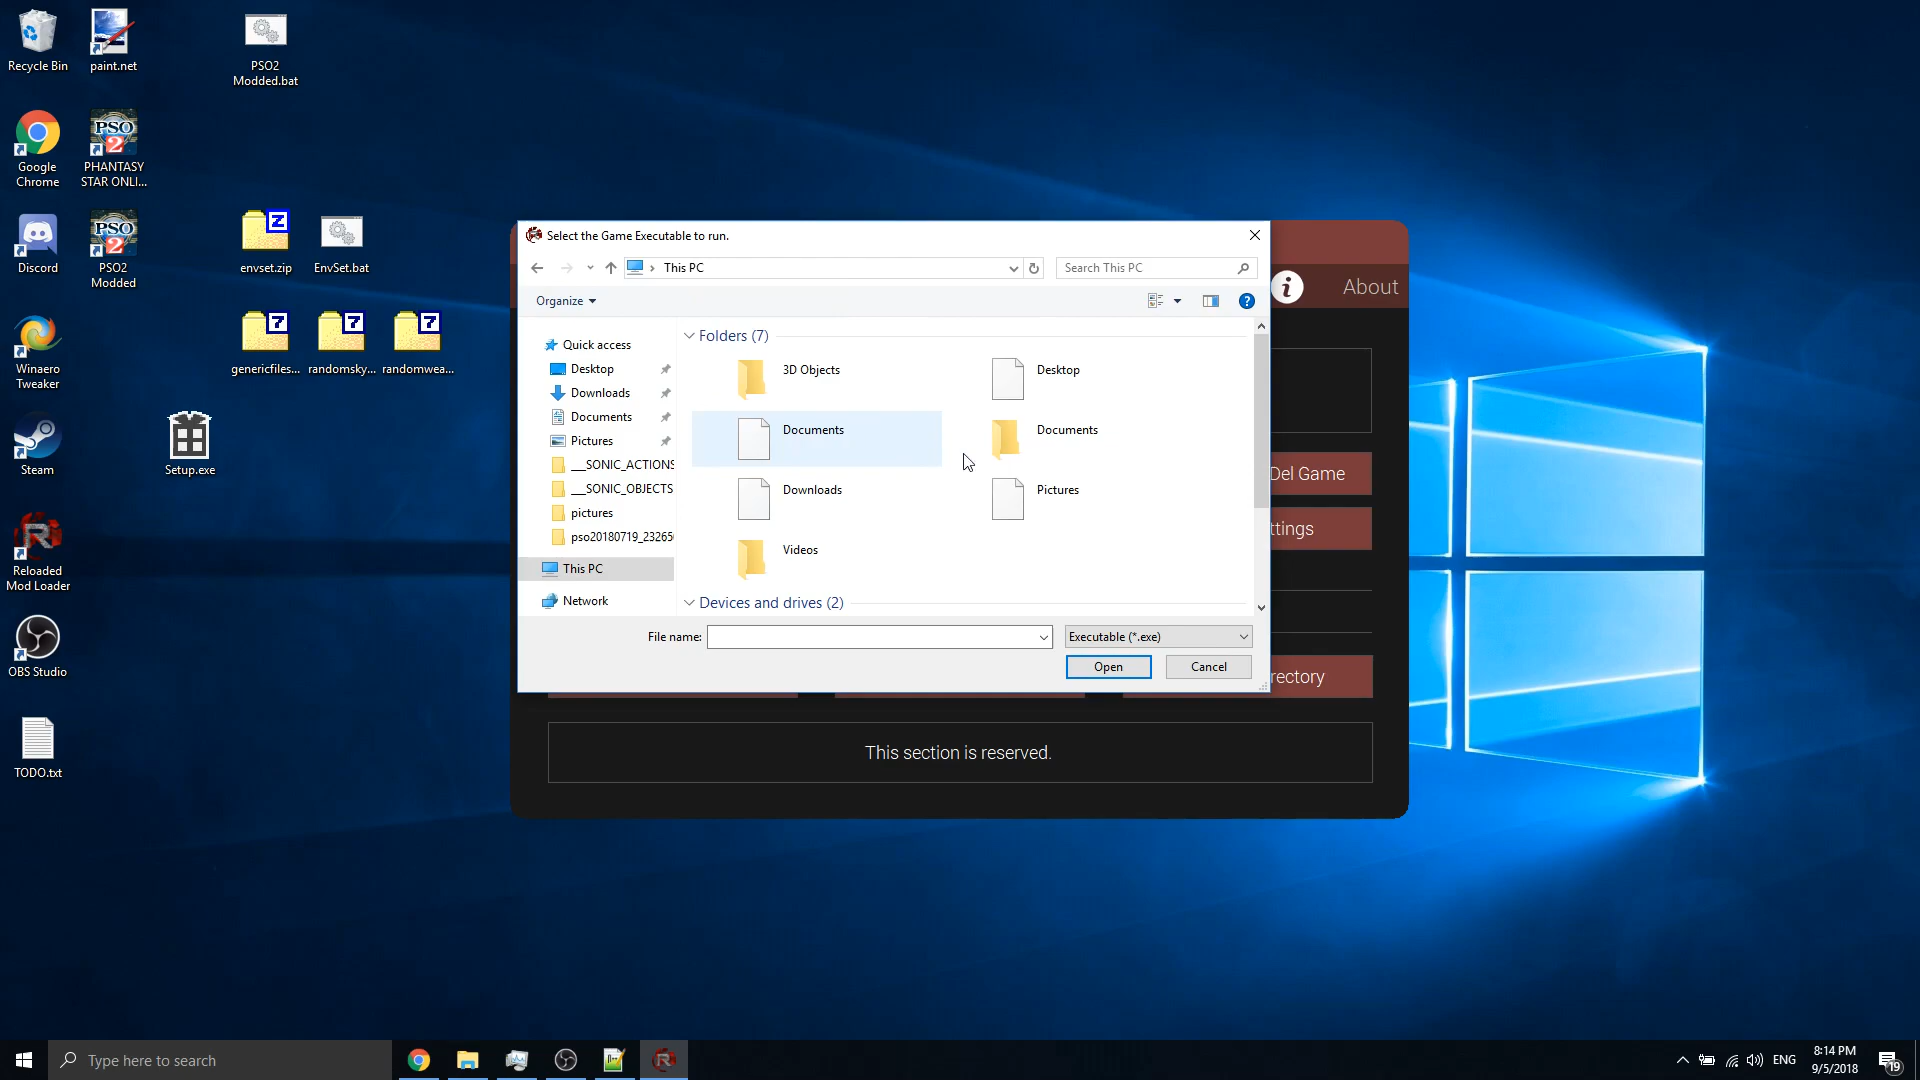 Recycle Bin
paint.net
PSO2
Modded.bat
Google
Chrome
PHANTASY
STAR ONLI...
Discord
PSO2
Modded
envset.zip
EnvSet.bat
Winaero
Tweaker
genericfiles...
randomsky...
randomwea...
Steam
Setup.exe
Reloaded
Mod Loader
OBS Studio
TODO.txt
Select the Game Executable to run.
This PC
Search This PC
Organize
About
Quick access
Desktop
Downloads
Documents
Pictures
___SONIC_ACTIONS
___SONIC_OBJECTS
pictures
pso20180719_23265
This PC
Network
Folders (7)
3D Objects
Desktop
Documents
Documents
Downloads
Pictures
Videos
Devices and drives (2)
File name:
Executable (*.exe)
Open
Cancel
Del Game
ttings
rectory
This section is reserved.
Type here to search
ENG
8:14 PM
9/5/2018
19